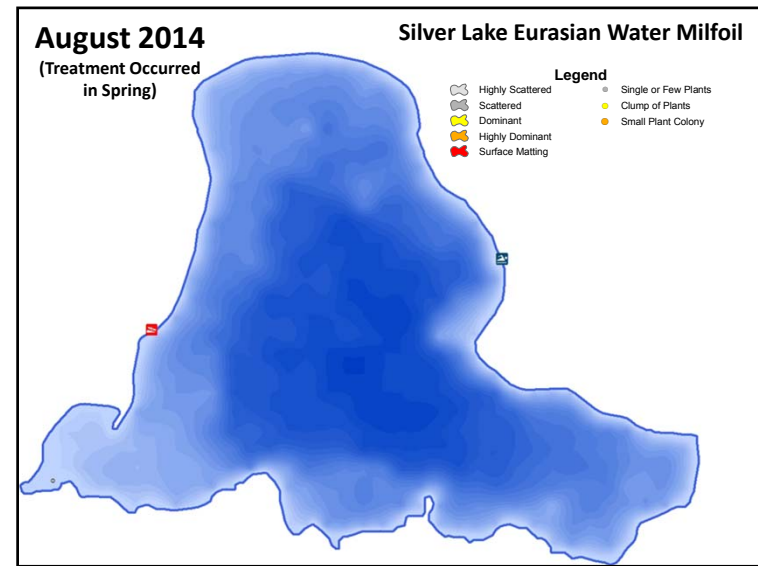 August 2014
(Treatment Occurred
in Spring)
Silver Lake Eurasian Water Milfoil
Legend
Highly Scattered
Scattered
Dominant
Highly Dominant
Surface Matting
Single or Few Plants
Clump of Plants
Small Plant Colony